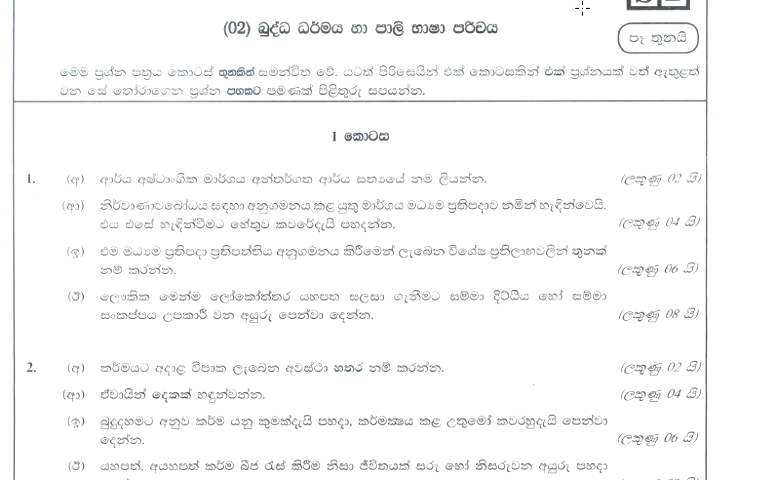 (02) බුද්ධ ධර්මය හා පාලි භාෂා පරිචය
පැ තුනයි
මෙම ප්‍රශ්න පත්‍රය කොටස් තුනකින් සමන්විත වේ. යටත් පිරිසෙයින් එක් කොටසකින් එක් ප්‍රශ්නයක් වත් ඇතුළත්
වන සේ තෝරාගෙන ප්‍රශ්න පහකට පමණක් පිළිතුරු සපයන්න.
I කොටස
1. (අ) ආර්ය අෂ්ටාංගික මාර්ගය අන්තර්ගත ආර්ය සත්‍යයේ නම ලියන්න. (ලකුණු 02 යි)
(ආ) නිර්වාණාවබෝධය සඳහා අනුගමනය කළ යුතු මාර්ගය මධ්‍යම ප්‍රතිපදාව නමින් හැඳින්වෙයි.
එය එසේ හැඳින්වීමට හේතුව කවරේදැයි පහදන්න. (ලකුණු 04 යි)
(ඉ) එම මධ්‍යම ප්‍රතිපදා ප්‍රතිපත්තිය අනුගමනය කිරීමෙන් ලැබෙන විශේෂ ප්‍රතිලාභවලින් තුනක්
නම් කරන්න. (ලකුණු 06 යි)
(ඊ) ලෞකික මෙන්ම ලෝකෝත්තර යහපත සලසා ගැනීමට සම්මා දිට්ඨිය හෝ සම්මා
සංකප්පය උපකාරී වන අයුරු පෙන්වා දෙන්න. (ලකුණු 08 යි)
2. (අ) කර්මයට අදාළ විපාක ලැබෙන අවස්ථා හතර නම් කරන්න. (ලකුණු 02 යි)
(ආ) ඒවායින් දෙකක් හඳුන්වන්න. (ලකුණු 04 යි)
(ඉ) බුදුදහමට අනුව කර්ම යනු කුමක්දැයි පහදා, කර්මක්‍ෂය කළ උතුමෝ කවරහුදැයි පෙන්වා
දෙන්න. (ලකුණු 06 යි)
(ඊ) යහපත්, අයහපත් කර්ම බීජ රැස් කිරීම නිසා ජීවිතයක් සරු හෝ නිසරුවන අයුරු පහදා